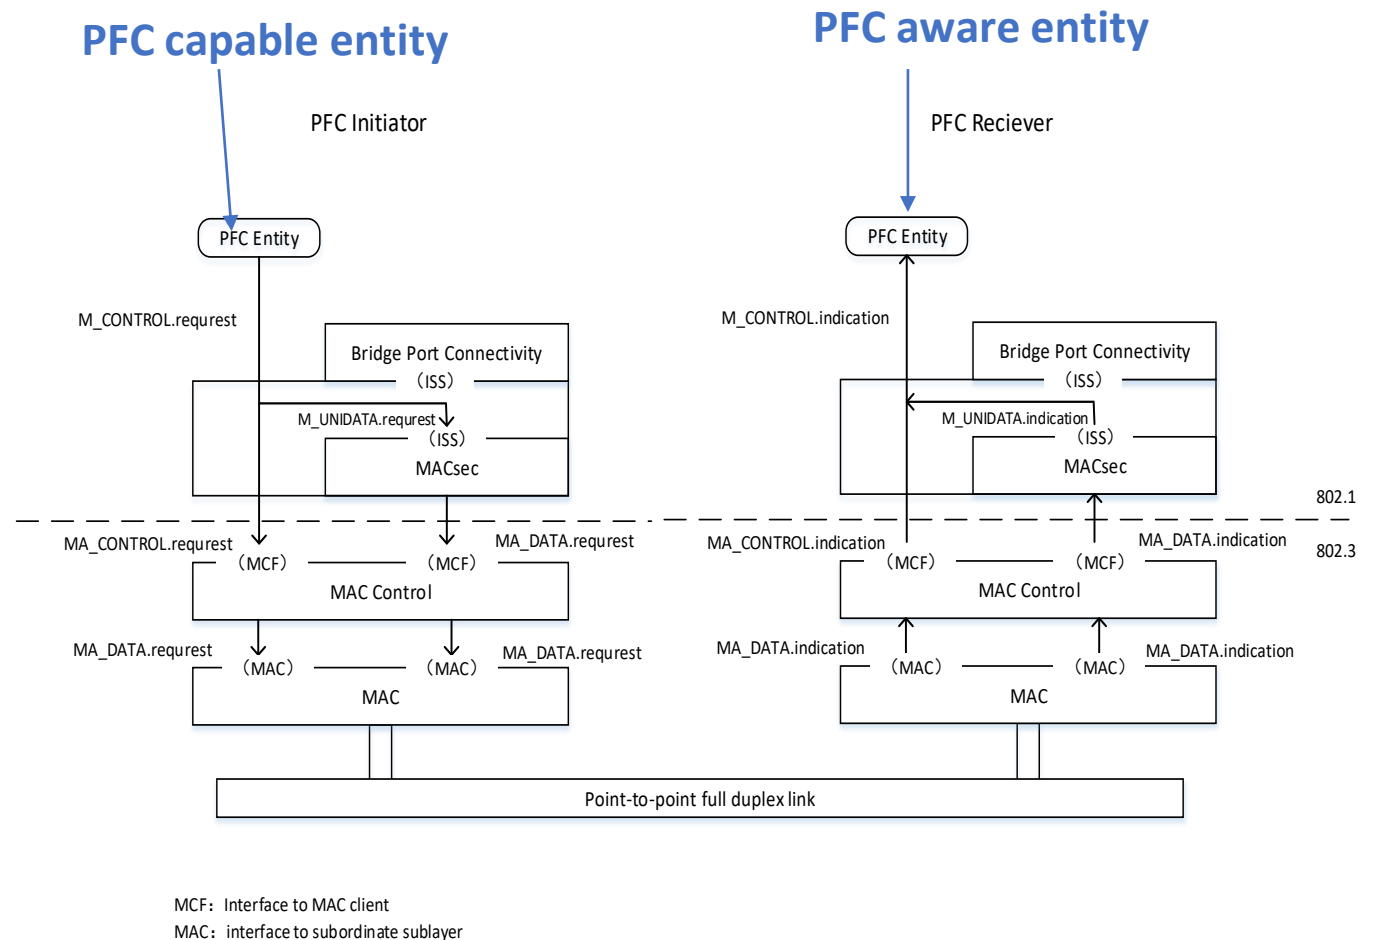 PFC capable entity
PFC aware entity
PFC Initiator
PFC Reciever
PFC Entity
PFC Entity
M_CONTROL.requrest
M_CONTROL.indication
Bridge Port Connectivity
Bridge Port Connectivity
（ISS）
（ISS）
M_UNIDATA.requrest
M_UNIDATA.indication
（ISS）
（ISS）
MACsec
MACsec
802.1
MA_CONTROL.requrest
MA_DATA.requrest
MA_CONTROL.indication
MA_DATA.indication
802.3
（MCF）
（MCF）
（MCF）
（MCF）
MAC Control
MAC Control
MA_DATA.requrest
MA_DATA.requrest
MA_DATA.indication
MA_DATA.indication
（MAC）
（MAC）
（MAC）
（MAC）
MAC
MAC
Point-to-point full duplex link
MCF：Interface to MAC client
MAC：interface to subordinate sublayer